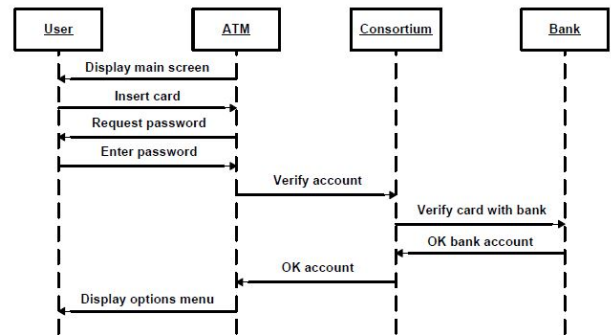 User
ATM
Consortium
Bank
Display main screen
Insert card
Request password
Enter password
Verify account
Verify card with bank
OK bank account
OK account
Display options menu